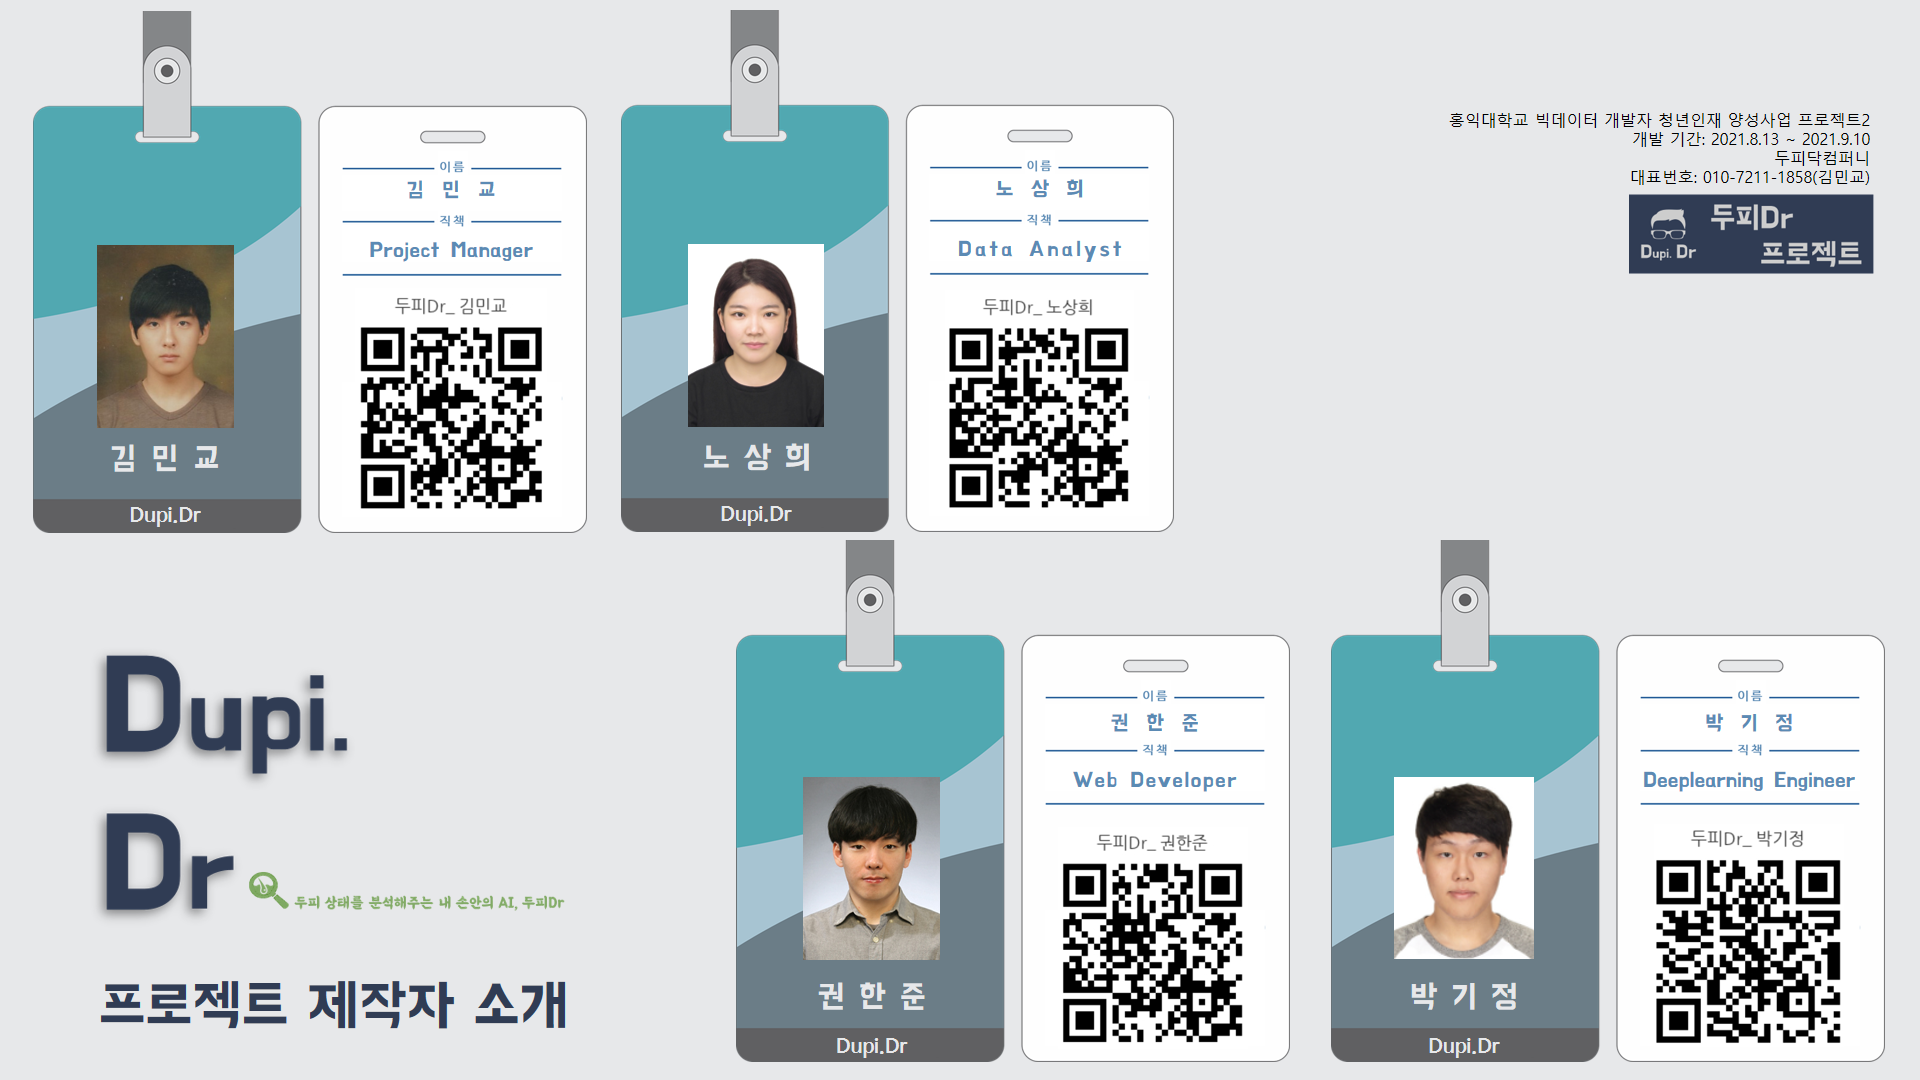 홍익대학교 빅데이터 개발자 청년인재 양성사업 프로젝트2
개발 기간: 2021.8.13 ~ 2021.9.10
두피닥컴퍼니
대표번호: 010-7211-1858(김민교)
Dupi. Dr
두피Dr
프로젝트
김 민 교
Dupi.Dr
이름
김 민 교
직책
Project Manager
두피Dr_ 김민교
노 상 희
Dupi.Dr
이름
노 상 희
직책
Data Analyst
두피Dr_ 노상희
Dupi.
Dr
두피 상태를 분석해주는 내 손안의 AI, 두피Dr
프로젝트 제작자 소개
권 한 준
Dupi.Dr
이름
권 한 준
직책
Web Developer
두피Dr_ 권한준
박 기 정
Dupi.Dr
이름
박 기 정
직책
Deeplearning Engineer
두피Dr_ 박기정